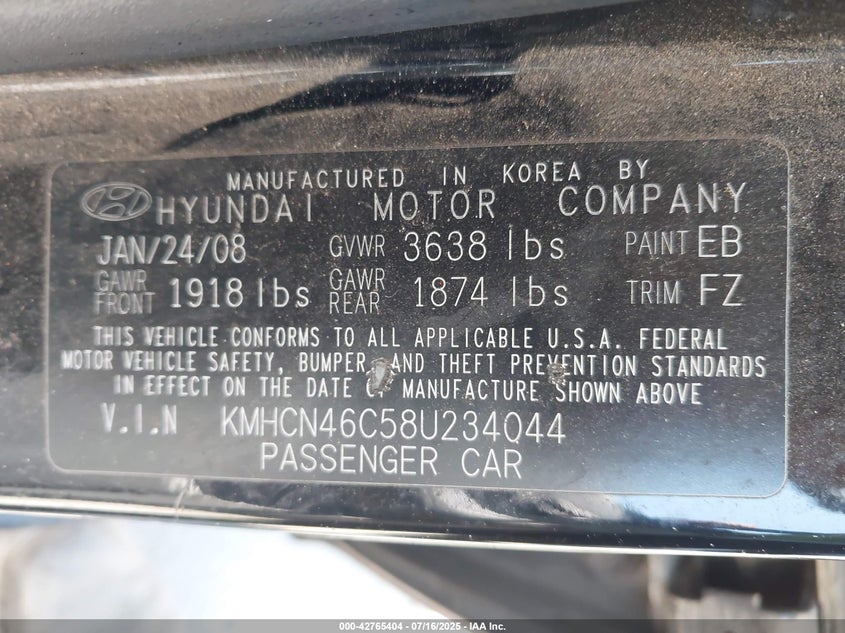 MANUFACTURED IN KOREA BY
HYUNDAI MOTOR COMPANY
JAN/24/08 GVWR 3638 lbs PAINT EB
GAWR FRONT 1918 lbs GAWR REAR 1874 lbs TRIM FZ
THIS VEHICLE CONFORMS TO ALL APPLICABLE U.S.A. FEDERAL
MOTOR VEHICLE SAFETY, BUMPER, AND THEFT PREVENTION STANDARDS
IN EFFECT ON THE DATE OF MANUFACTURE SHOWN ABOVE
V.I.N KMHCN46C58U234044
PASSENGER CAR
000-42765404 - 07/16/2025 - IAA Inc.